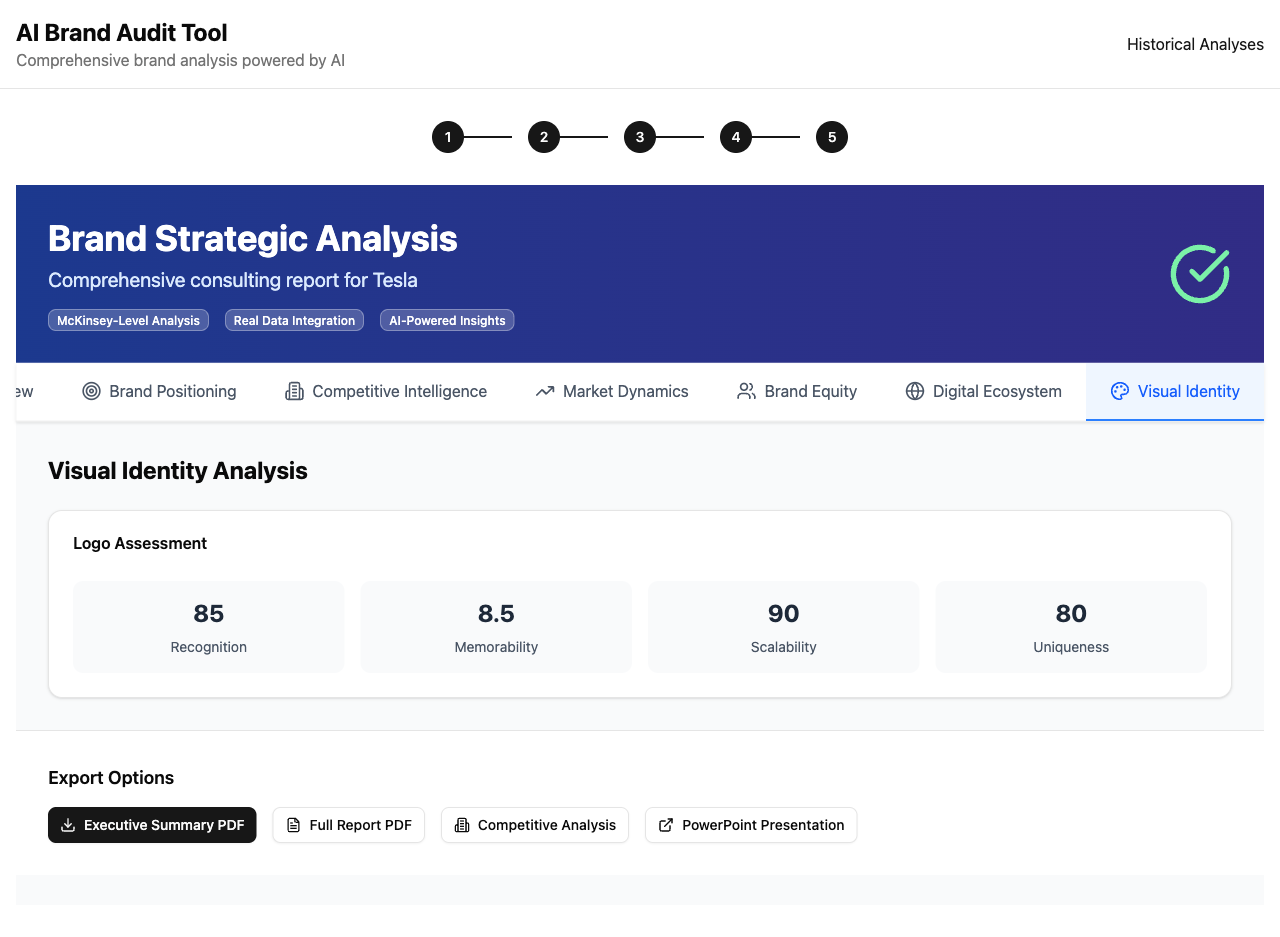 AI Brand Audit Tool
Comprehensive brand analysis powered by AI
Historical Analyses
1 2 3 4 5
Brand Strategic Analysis
Comprehensive consulting report for Tesla
McKinsey-Level Analysis Real Data Integration AI-Powered Insights
ew Brand Positioning Competitive Intelligence Market Dynamics Brand Equity Digital Ecosystem Visual Identity
Visual Identity Analysis
Logo Assessment
85 8.5 90 80
Recognition Memorability Scalability Uniqueness
Export Options
Executive Summary PDF Full Report PDF Competitive Analysis PowerPoint Presentation